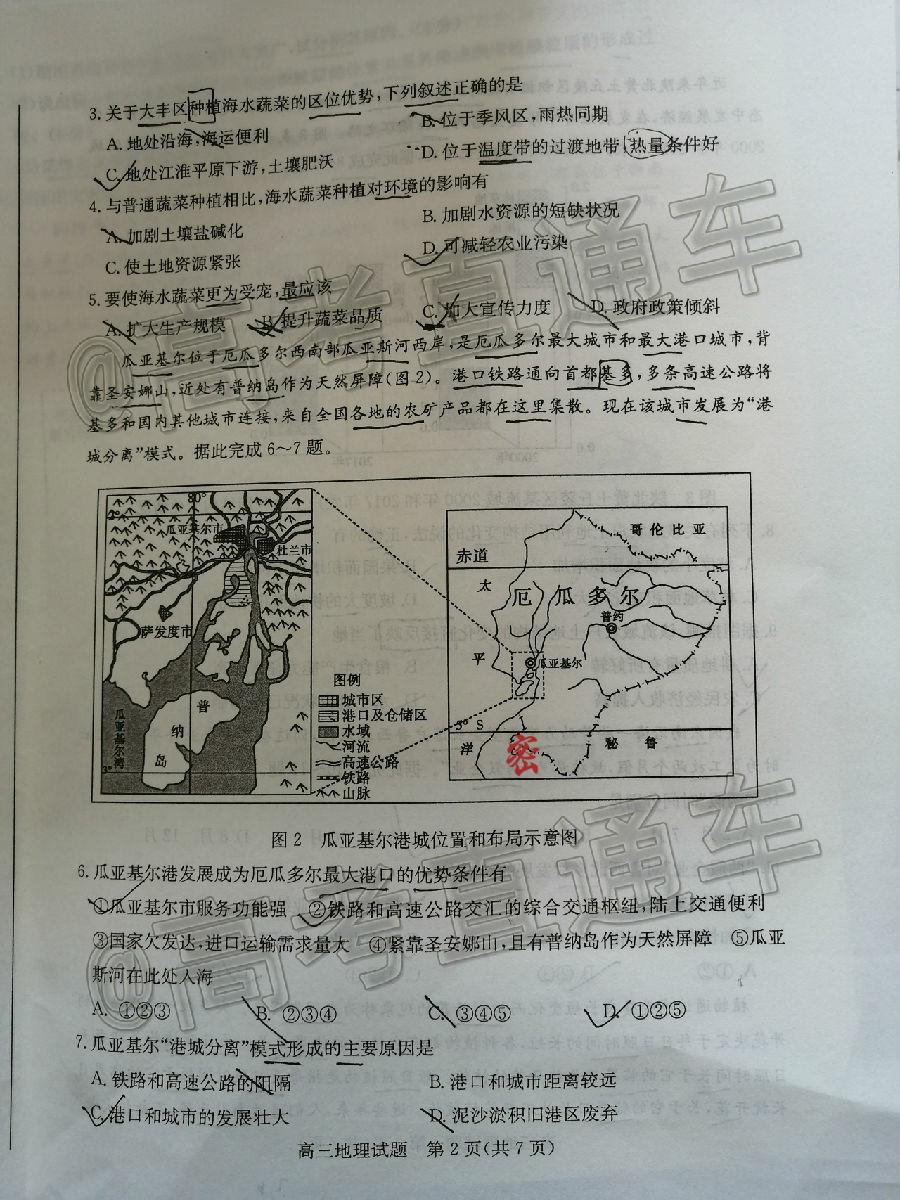 3.关于大丰区种植海水蔬菜的区位优势,下列叙述正确的是
A.地处沿海,海运便利 B.位于季风区,雨热同期
C.地处江淮平原下游,土壤肥沃 D.位于温度带的过渡地带,热量条件好
4.与普通蔬菜种植相比,海水蔬菜种植对环境的影响有
A.加剧土壤盐碱化 B.加剧水资源的短缺状况
C.使土地资源紧张 D.可减轻农业污染
5.要使海水蔬菜更为受宠,最应该
A.扩大生产规模 B.提升蔬菜品质 C.加大宣传力度 D.政府政策倾斜
瓜亚基尔位于厄瓜多尔西南部瓜亚斯河西岸,是厄瓜多尔最大城市和最大港口城市,背
靠圣安娜山,近处有普纳岛作为天然屏障(图2)。港口铁路通向首都基多,多条高速公路将
基多和国内其他城市连接,来自全国各地的农矿产品都在这里集散。现在该城市发展为“港
城分离”模式。据此完成6~7题。
80°
2°
瓜亚基尔市
杜兰市
萨发度市
普纳岛
瓜亚基尔湾
3°
图例
城市区
港口及仓储区
水域
河流
高速公路
铁路
山脉
哥伦比亚
赤道
太平洋
厄瓜多尔
普约
瓜亚基尔
3° S
秘鲁
密
图2 瓜亚基尔港城位置和布局示意图
6.瓜亚基尔港发展成为厄瓜多尔最大港口的优势条件有
①瓜亚基尔市服务功能强 ②铁路和高速公路交汇的综合交通枢纽,陆上交通便利
③国家欠发达,进口运输需求量大 ④紧靠圣安娜山,且有普纳岛作为天然屏障 ⑤瓜亚
斯河在此处入海
A. ①②③ B. ②③④ C. ③④⑤ D. ①②⑤
7.瓜亚基尔“港城分离”模式形成的主要原因是
A.铁路和高速公路的阻隔 B.港口和城市距离较远
C.港口和城市的发展壮大 D.泥沙淤积旧港区废弃
高三地理试题 第2页(共7页)
@高考直通车
@高考直通车